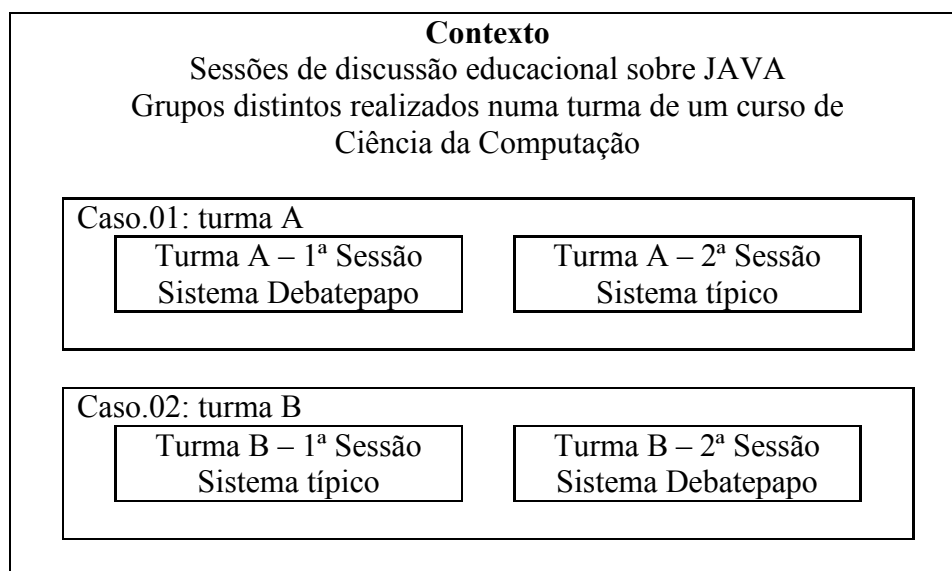 Contexto
Sessões de discussão educacional sobre JAVA
Grupos distintos realizados numa turma de um curso de
Ciência da Computação
Caso.01: turma A
Turma A – 1ª Sessão
Sistema Debatepapo
Turma A – 2ª Sessão
Sistema típico
Caso.02: turma B
Turma B – 1ª Sessão
Sistema típico
Turma B – 2ª Sessão
Sistema Debatepapo